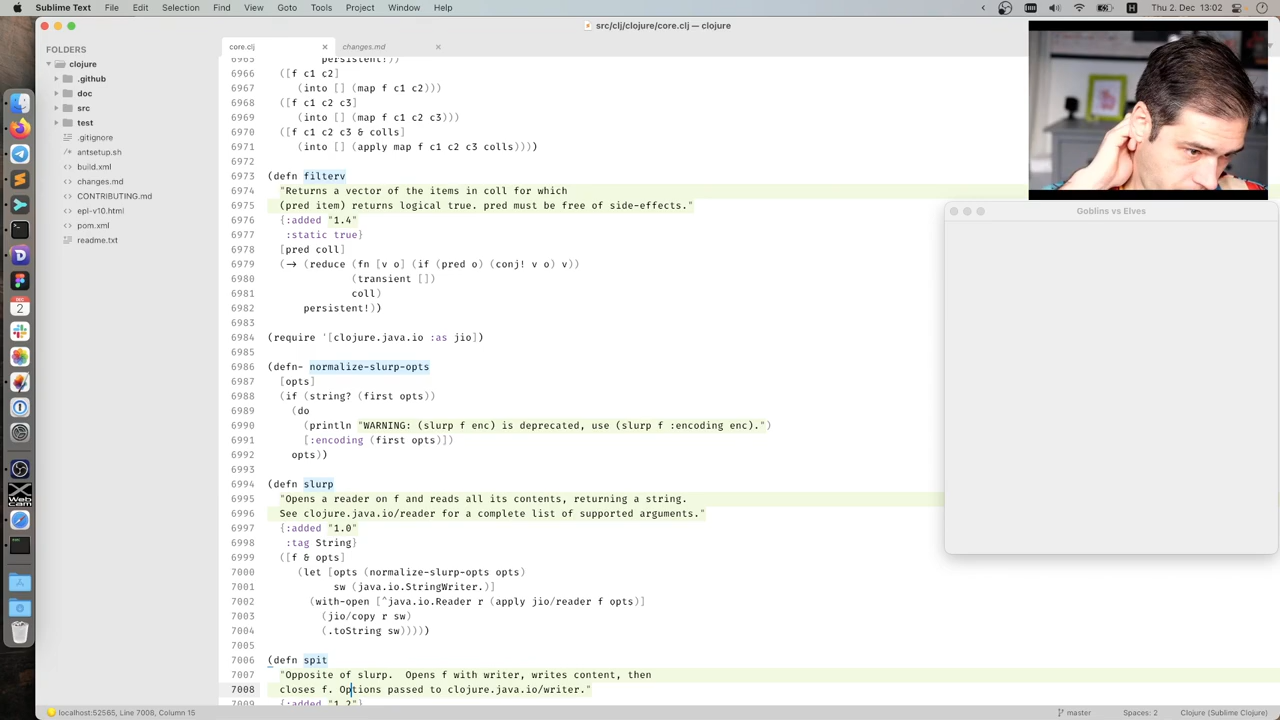 Sublime Text File Edit Selection Find View Goto Tools Project Window Help
Thu 2. Dec 13:02
src/clj/clojure/core.clj — clojure
FOLDERS
clojure
.github
doc
src
test
.gitignore
antsetup.sh
build.xml
changes.md
CONTRIBUTING.md
epl-v10.html
pom.xml
readme.txt
core.clj
changes.md
6965 persistent!))
6966 ([f c1 c2]
6967 (into [] (map f c1 c2)))
6968 ([f c1 c2 c3]
6969 (into [] (map f c1 c2 c3)))
6970 ([f c1 c2 c3 & colls]
6971 (into [] (apply map f c1 c2 c3 colls))))
6972
6973 (defn filterv
6974 "Returns a vector of the items in coll for which
6975 (pred item) returns logical true. pred must be free of side-effects."
6976 {:added "1.4"
6977 :static true}
6978 [pred coll]
6979 (-> (reduce (fn [v o] (if (pred o) (conj! v o) v))
6980 (transient [])
6981 coll)
6982 persistent!))
6983
6984 (require '[clojure.java.io :as jio])
6985
6986 (defn- normalize-slurp-opts
6987 [opts]
6988 (if (string? (first opts))
6989 (do
6990 (println "WARNING: (slurp f enc) is deprecated, use (slurp f :encoding enc).")
6991 [:encoding (first opts)])
6992 opts))
6993
6994 (defn slurp
6995 "Opens a reader on f and reads all its contents, returning a string.
6996 See clojure.java.io/reader for a complete list of supported arguments."
6997 {:added "1.0"
6998 :tag String}
6999 ([f & opts]
7000 (let [opts (normalize-slurp-opts opts)
7001 sw (java.io.StringWriter.)]
7002 (with-open [^java.io.Reader r (apply jio/reader f opts)]
7003 (jio/copy r sw)
7004 (.toString sw)))))
7005
7006 (defn spit
7007 "Opposite of slurp. Opens f with writer, writes content, then
7008 closes f. Options passed to clojure.java.io/writer."
7009 {:added "1.2"}
Goblins vs Elves
DEC
2
Web
cam
localhost:52565, Line 7008, Column 15
master
Spaces: 2
Clojure (Sublime Clojure)